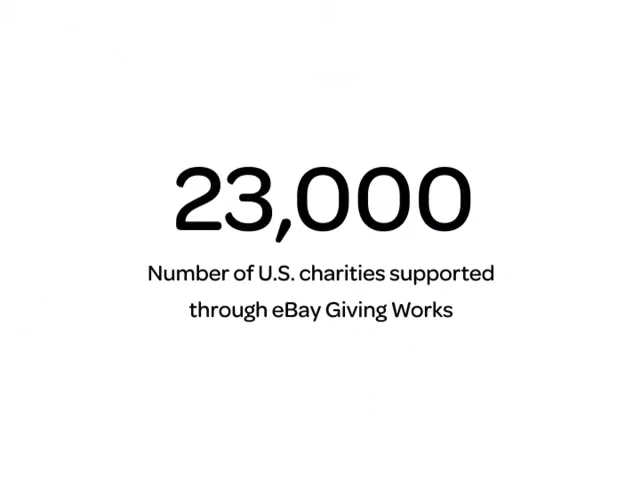 23,000
Number of U.S. charities supported
through eBay Giving Works